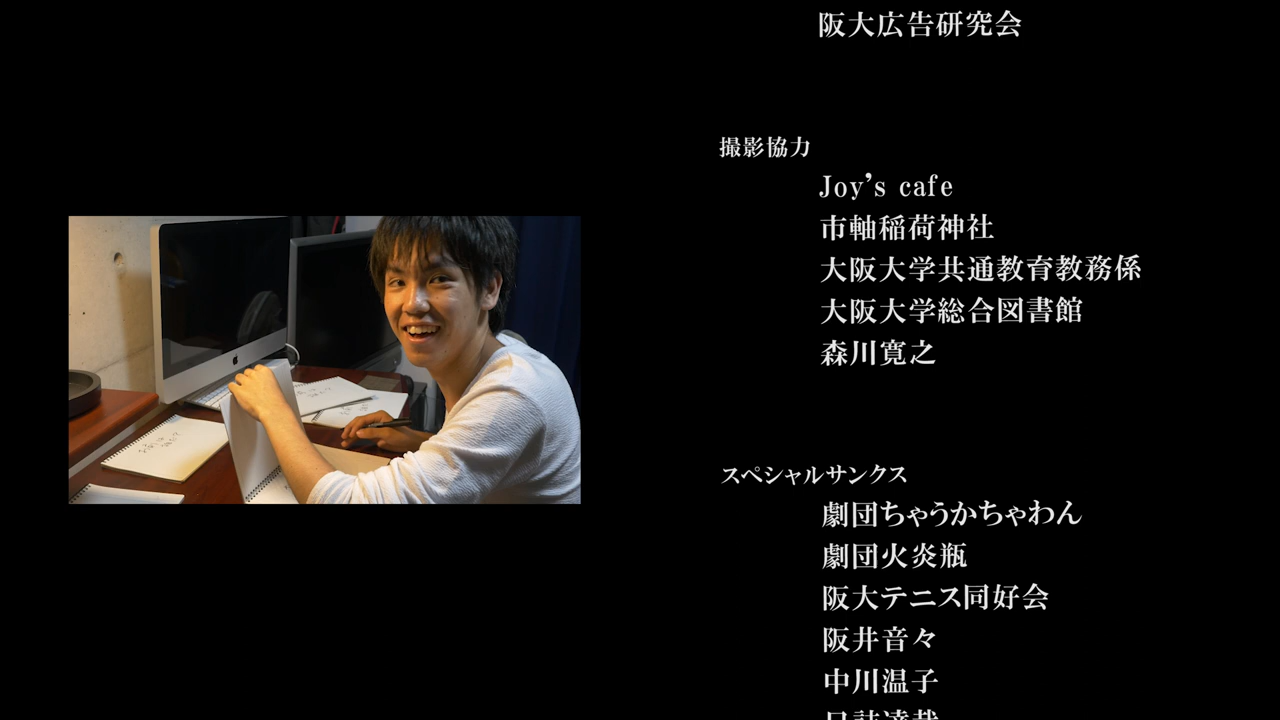 阪大広告研究会
撮影協力
Joy's cafe
市軸稲荷神社
大阪大学共通教育教務係
大阪大学総合図書館
森川寛之
スペシャルサンクス
劇団ちゃうかちゃわん
劇団火炎瓶
阪大テニス同好会
阪井音々
中川温子